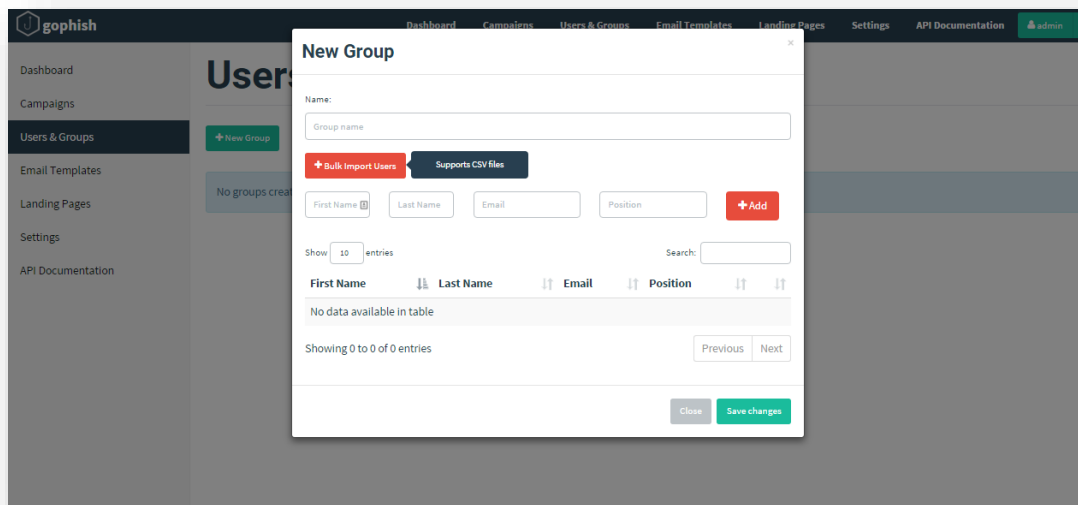 gophish
Dashboard Campaigns Users & Groups Email Templates Landing Pages Settings API Documentation admin
New Group
×
Dashboard
Campaigns
Users & Groups
Email Templates
Landing Pages
Settings
API Documentation
User
+ New Group
No groups crea
Name:
Group name
+ Bulk Import Users
Supports CSV files
First Name Last Name Email Position + Add
Show 10 entries Search:
First Name Last Name Email Position
No data available in table
Showing 0 to 0 of 0 entries
Previous Next
Close Save changes